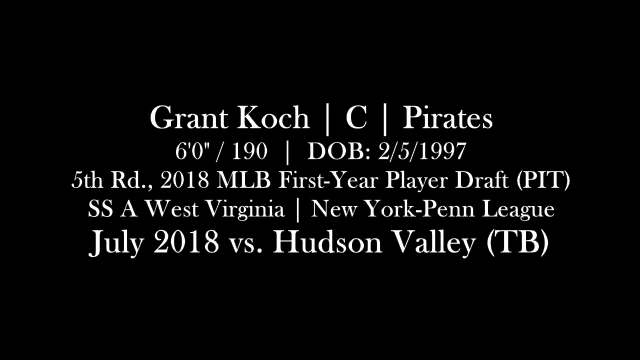 Grant Koch | C | Pirates
6'0" / 190 | DOB: 2/5/1997
5th Rd., 2018 MLB First-Year Player Draft (PIT)
SS A West Virginia | New York-Penn League
July 2018 vs. Hudson Valley (TB)